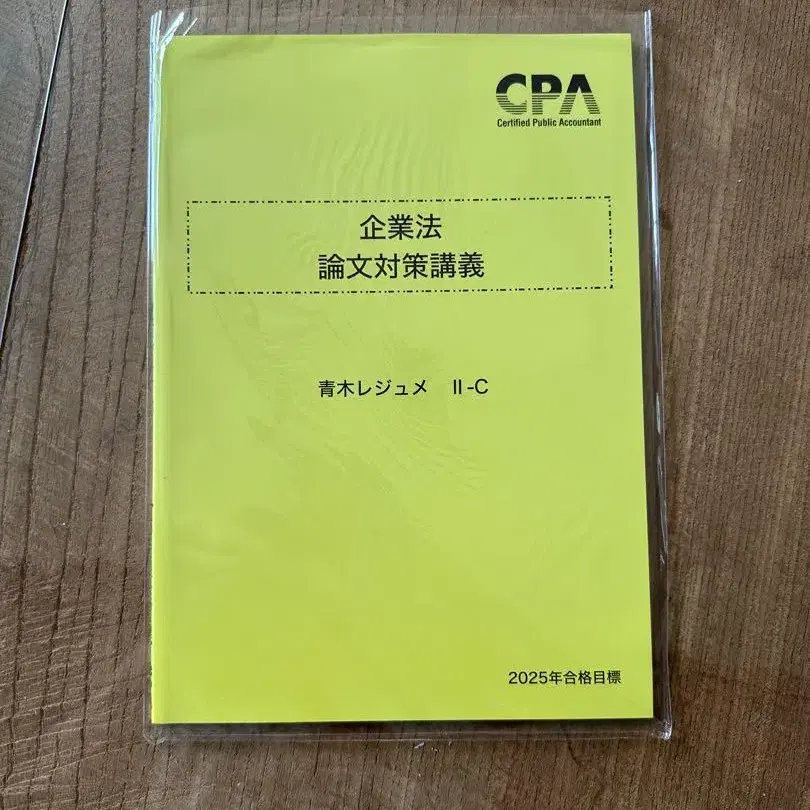 CPA
Certified Public Accountant
企業法
論文対策講義
青木レジュメ Ⅱ-C
2025年合格目標